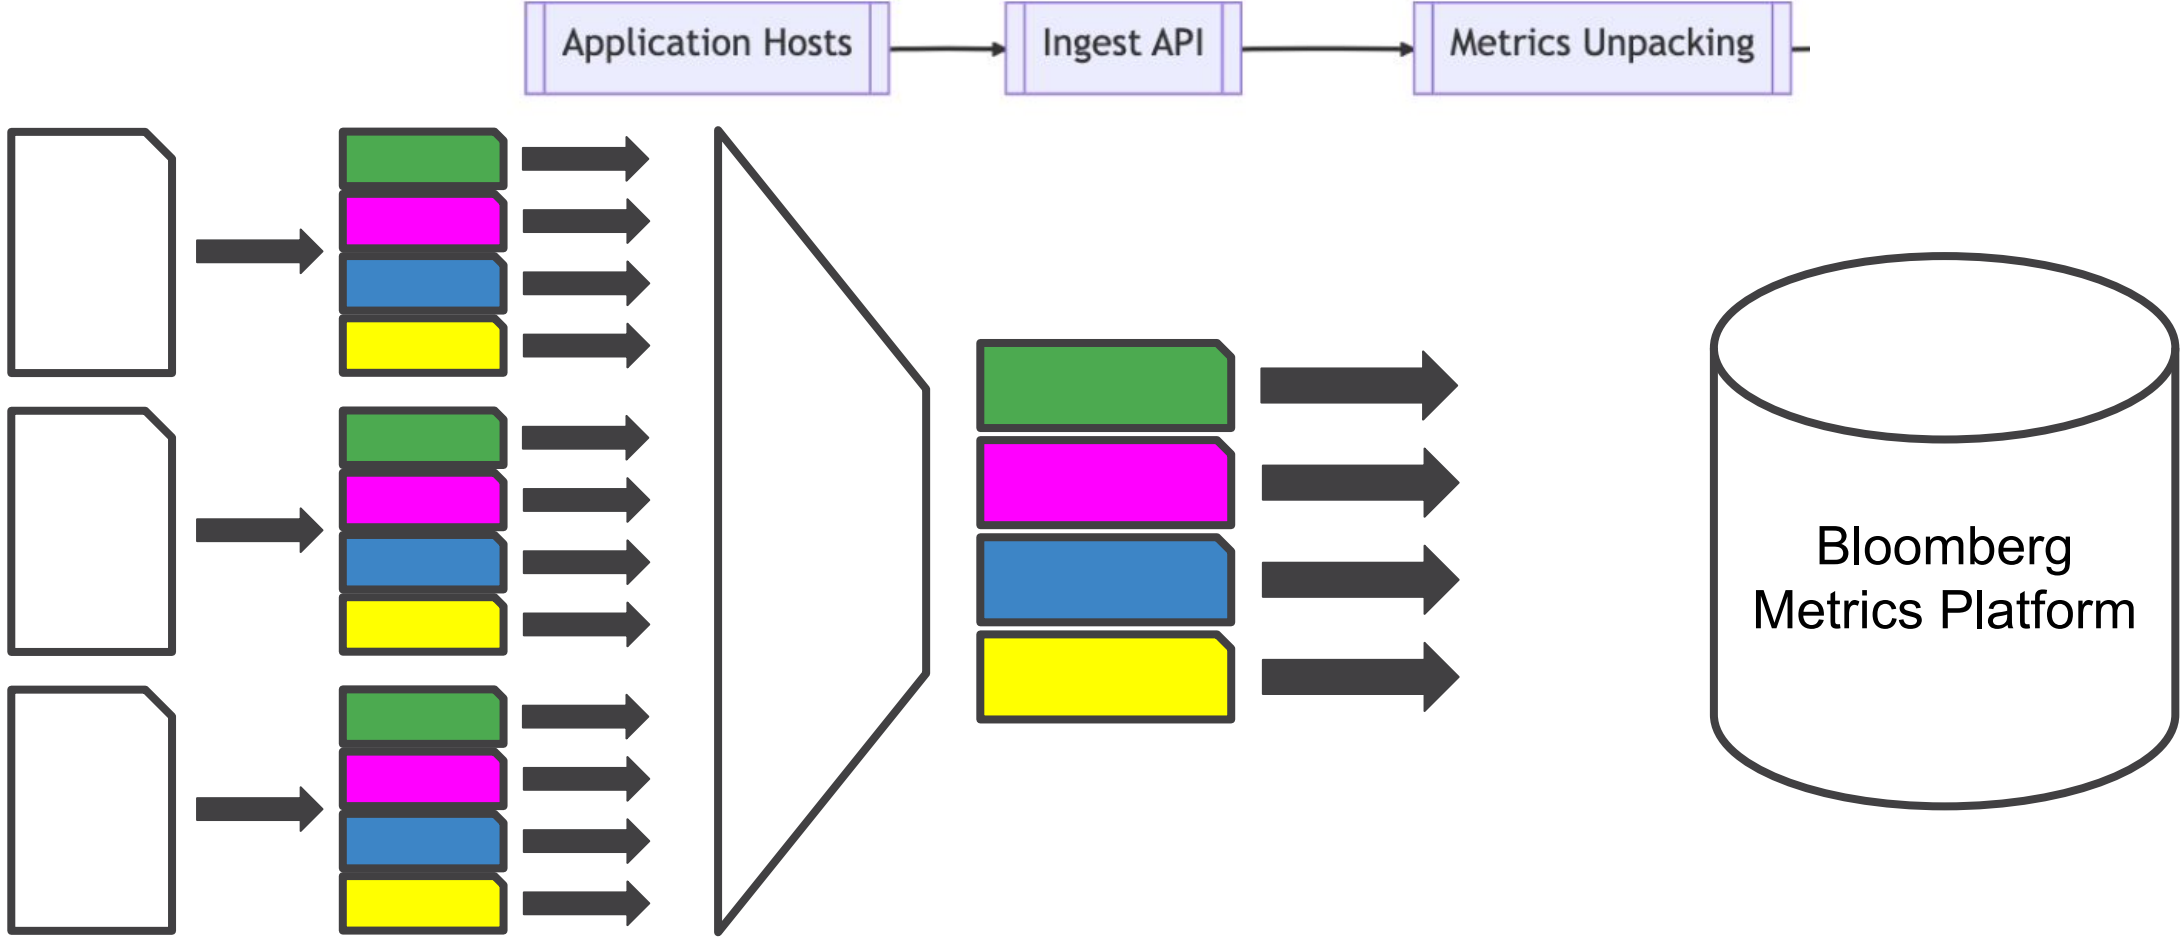 Application Hosts
Ingest API
Metrics Unpacking
Bloomberg
Metrics Platform